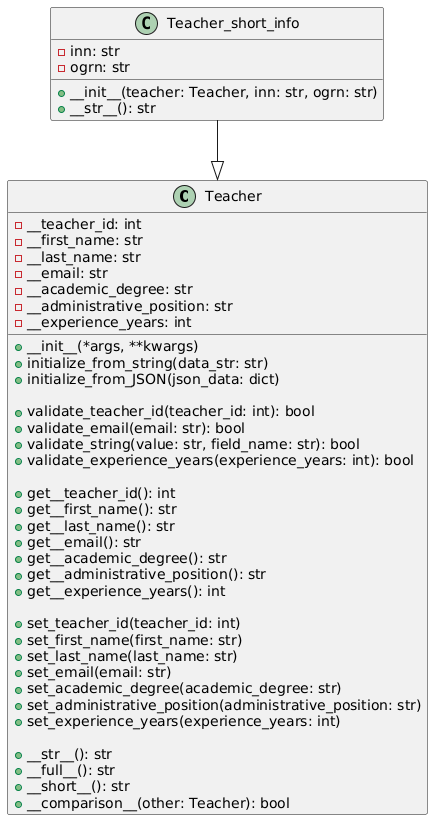 C Teacher_short_info
inn: str
ogrn: str
__init__(teacher: Teacher, inn: str, ogrn: str)
__str__(): str
C Teacher
__teacher_id: int
__first_name: str
__last_name: str
__email: str
__academic_degree: str
__administrative_position: str
__experience_years: int
__init__(*args, **kwargs)
initialize_from_string(data_str: str)
initialize_from_JSON(json_data: dict)
validate_teacher_id(teacher_id: int): bool
validate_email(email: str): bool
validate_string(value: str, field_name: str): bool
validate_experience_years(experience_years: int): bool
get__teacher_id(): int
get__first_name(): str
get__last_name(): str
get__email(): str
get__academic_degree(): str
get__administrative_position(): str
get__experience_years(): int
set_teacher_id(teacher_id: int)
set_first_name(first_name: str)
set_last_name(last_name: str)
set_email(email: str)
set_academic_degree(academic_degree: str)
set_administrative_position(administrative_position: str)
set_experience_years(experience_years: int)
__str__(): str
__full__(): str
__short__(): str
__comparison__(other: Teacher): bool